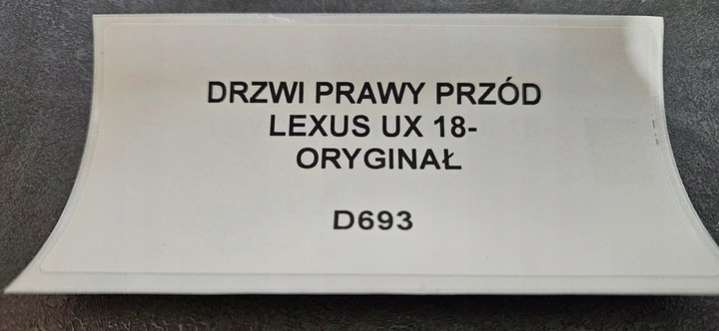 DRZWI PRAWY PRZÓD
LEXUS UX 18-
ORYGINAŁ
D693